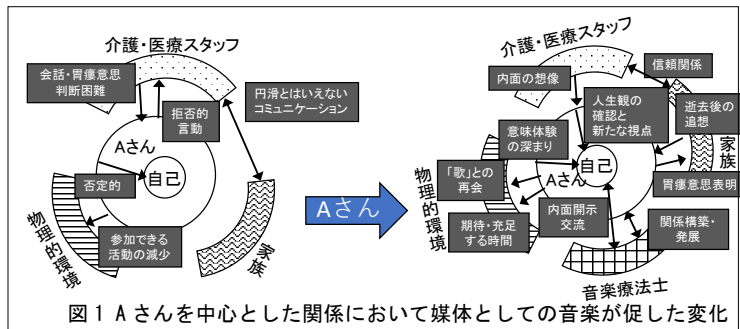 介護・医療スタッフ
会話・胃瘻意思
判断困難
拒否的
言動
円滑とはいえない
コミュニケーション
Aさん
自己
否定的
物理的環境
参加できる
活動の減少
家族
Aさん
介護・医療スタッフ
内面の想像
信頼関係
人生観の
確認と
新たな視点
逝去後の
追想
意味体験
の深まり
家族
「歌」との
再会
自己
Aさん
胃瘻意思表明
物理的環境
期待・充足
する時間
内面開示
交流
関係構築・
発展
音楽療法士
図1 Aさんを中心とした関係において媒体としての音楽が促した変化